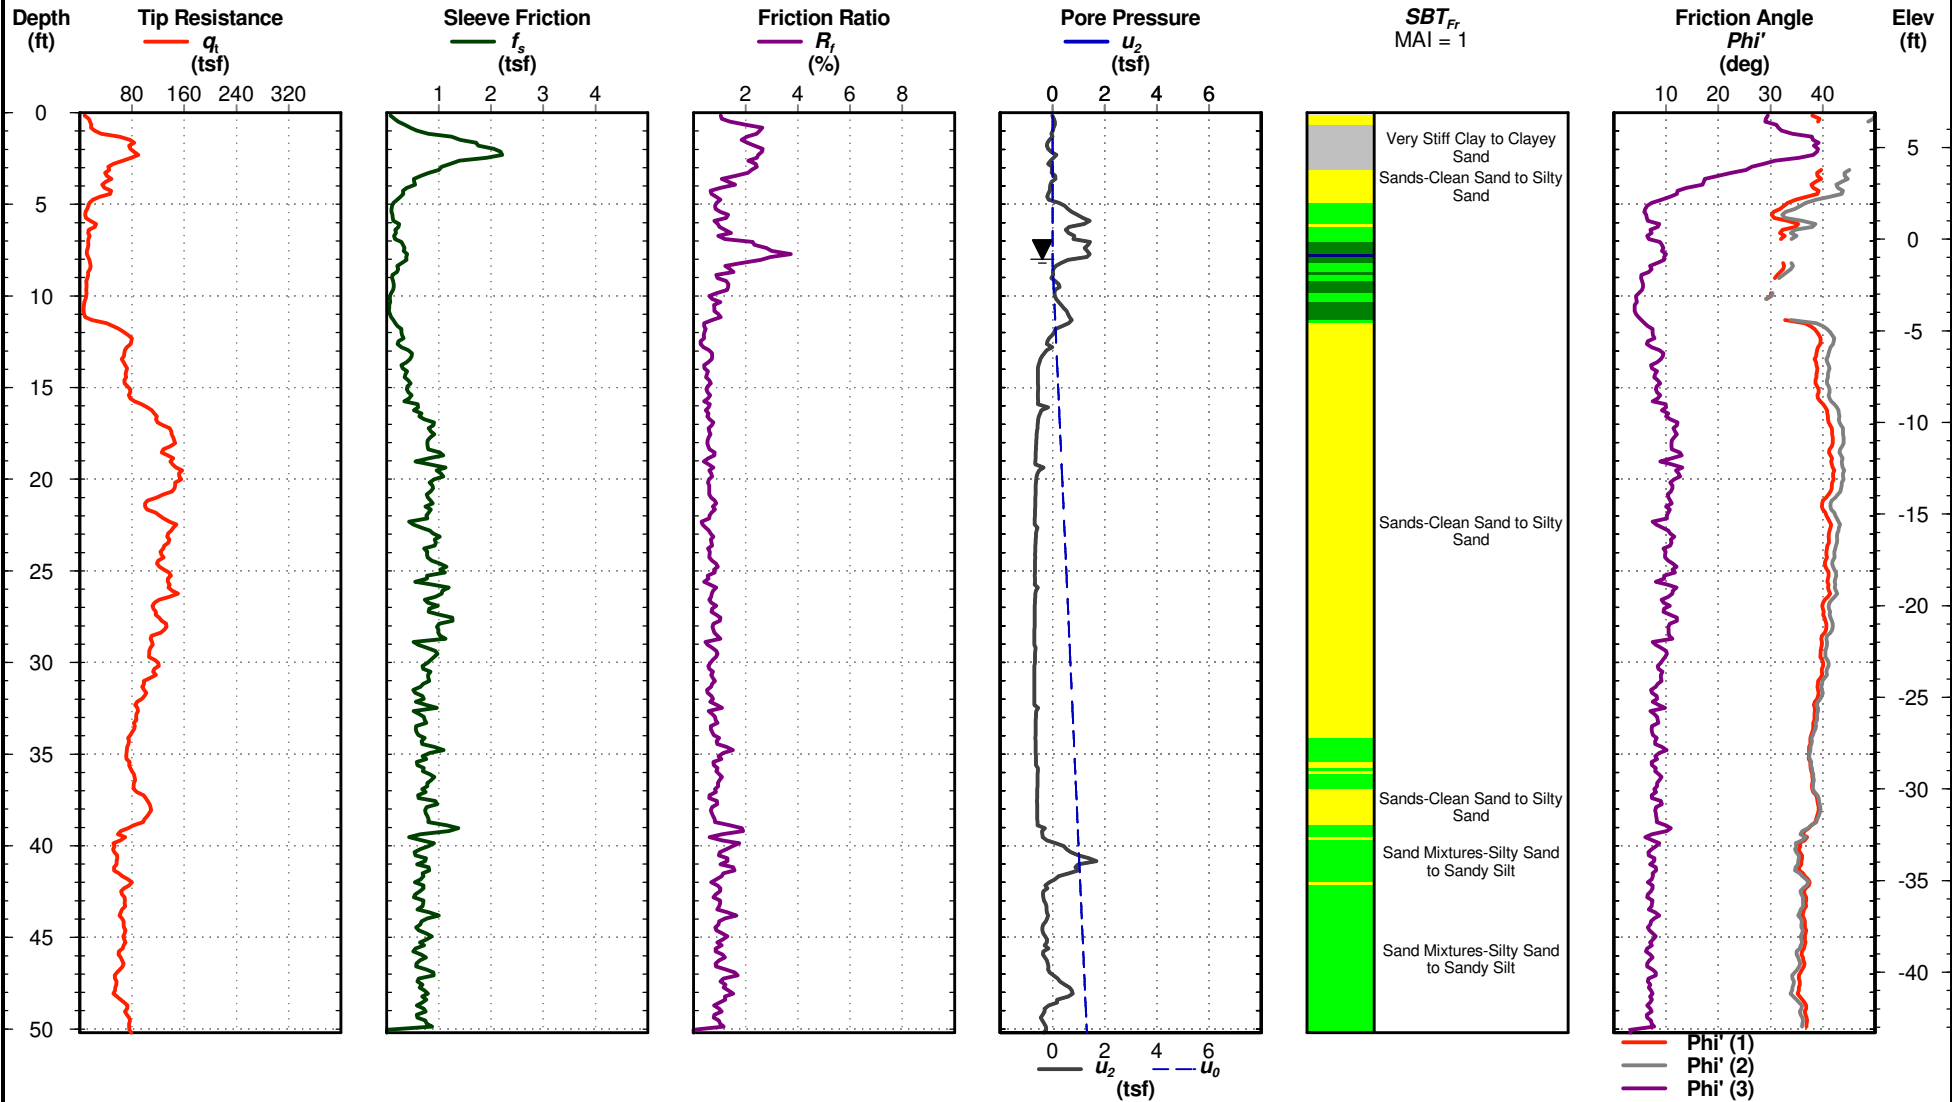 Depth
(ft)
Tip Resistance
qt
(tsf)
Sleeve Friction
fs
(tsf)
Friction Ratio
Rf
(%)
Pore Pressure
u2
(tsf)
SBTFr
MAI = 1
Friction Angle
Phi'
(deg)
Elev
(ft)
80 160 240 320
1 2 3 4
2 4 6 8
0 2 4 6
10 20 30 40
0
5
10
15
20
25
30
35
40
45
50
Very Stiff Clay to Clayey
Sand
Sands-Clean Sand to Silty
Sand
Sands-Clean Sand to Silty
Sand
Sands-Clean Sand to Silty
Sand
Sand Mixtures-Silty Sand
to Sandy Silt
Sand Mixtures-Silty Sand
to Sandy Silt
5
0
-5
-10
-15
-20
-25
-30
-35
-40
0 2 4 6
u2 u0
(tsf)
Phi' (1)
Phi' (2)
Phi' (3)